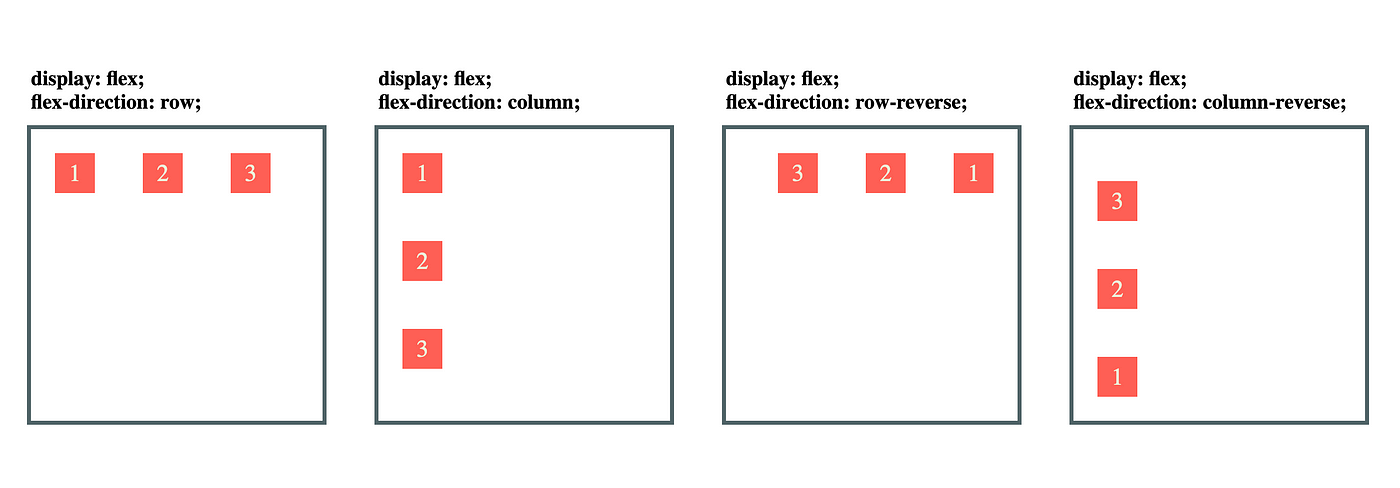 display: flex;
flex-direction: row;
1 2 3
display: flex;
flex-direction: column;
1
2
3
display: flex;
flex-direction: row-reverse;
3 2 1
display: flex;
flex-direction: column-reverse;
3
2
1